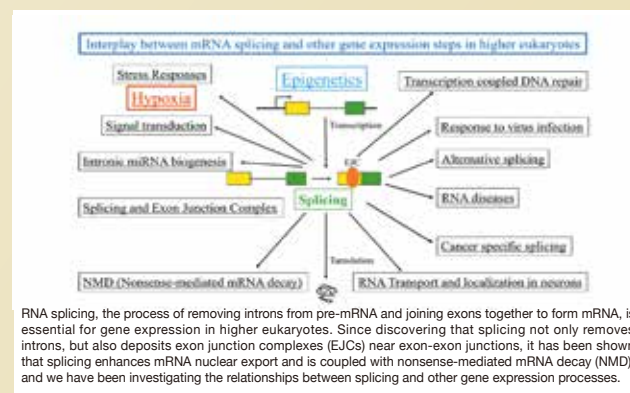 Interplay between mRNA splicing and other gene expression steps in higher eukaryotes
Stress Responses
Hypoxia
Epigenetics
Transcription coupled DNA repair
Signal transduction
Transcription
Response to virus infection
Intronic miRNA biogenesis
EJC
Alternative splicing
Splicing
RNA diseases
Splicing and Exon Junction Complex
Cancer specific splicing
Translation
NMD (Nonsense-mediated mRNA decay)
RNA Transport and localization in neurons
RNA splicing, the process of removing introns from pre-mRNA and joining exons together to form mRNA, is
essential for gene expression in higher eukaryotes. Since discovering that splicing not only removes
introns, but also deposits exon junction complexes (EJCs) near exon-exon junctions, it has been shown
that splicing enhances mRNA nuclear export and is coupled with nonsense-mediated mRNA decay (NMD),
and we have been investigating the relationships between splicing and other gene expression processes.